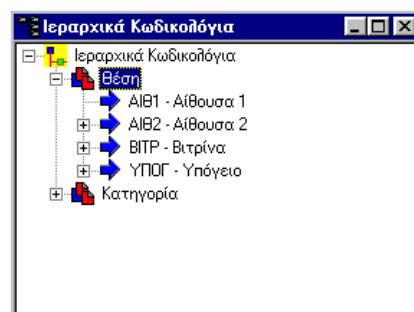 Ιεραρχικά Κωδικολόγια
Ιεραρχικά Κωδικολόγια
Θέση
ΑΙΘ1 - Αίθουσα 1
ΑΙΘ2 - Αίθουσα 2
ΒΙΤΡ - Βιτρίνα
ΥΠΟΓ - Υπόγειο
Κατηγορία